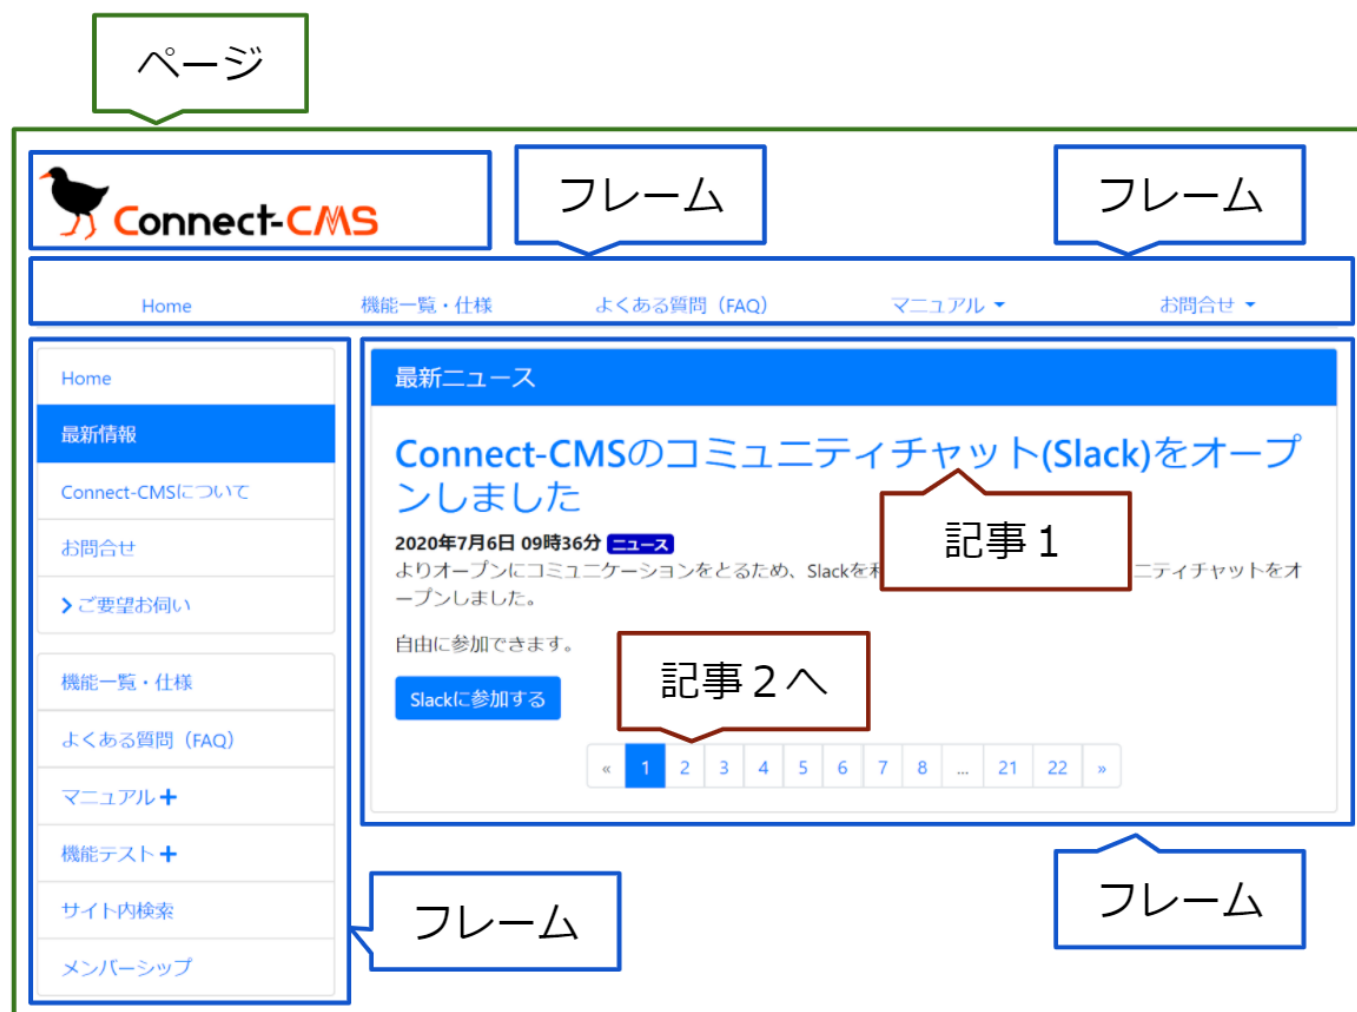 ページ
Connect-CMS
フレーム
フレーム
Home
機能一覧・仕様
よくある質問（FAQ）
マニュアル
お問合せ
Home
最新情報
Connect-CMSについて
お問合せ
ご要望お伺い
機能一覧・仕様
よくある質問（FAQ）
マニュアル
機能テスト
サイト内検索
メンバーシップ
フレーム
最新ニュース
Connect-CMSのコミュニティチャット(Slack)をオープ
ンしました
記事１
2020年7月6日 09時36分 ニュース
よりオープンにコミュニケーションをとるため、Slackを ニティチャットをオ
ープンしました。
自由に参加できます。
記事２へ
Slackに参加する
« 1 2 3 4 5 6 7 8 ... 21 22 »
フレーム